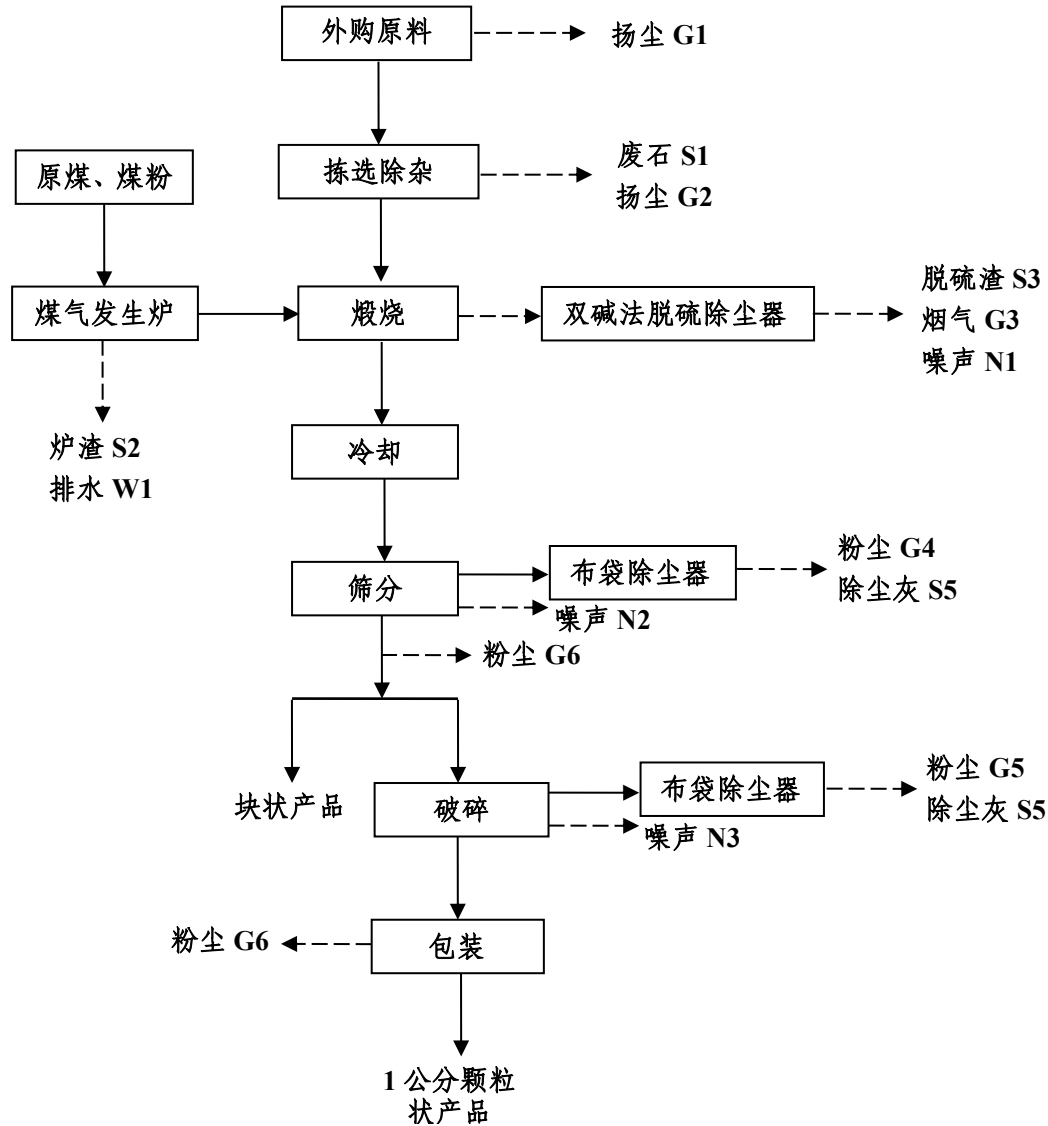 外购原料
扬尘 G1
拣选除杂
废石 S1
扬尘 G2
原煤、煤粉
煤气发生炉
煅烧
双碱法脱硫除尘器
脱硫渣 S3
烟气 G3
噪声 N1
炉渣 S2
排水 W1
冷却
筛分
布袋除尘器
粉尘 G4
除尘灰 S5
噪声 N2
粉尘 G6
块状产品
破碎
布袋除尘器
粉尘 G5
除尘灰 S5
噪声 N3
粉尘 G6
包装
1 公分颗粒
状产品